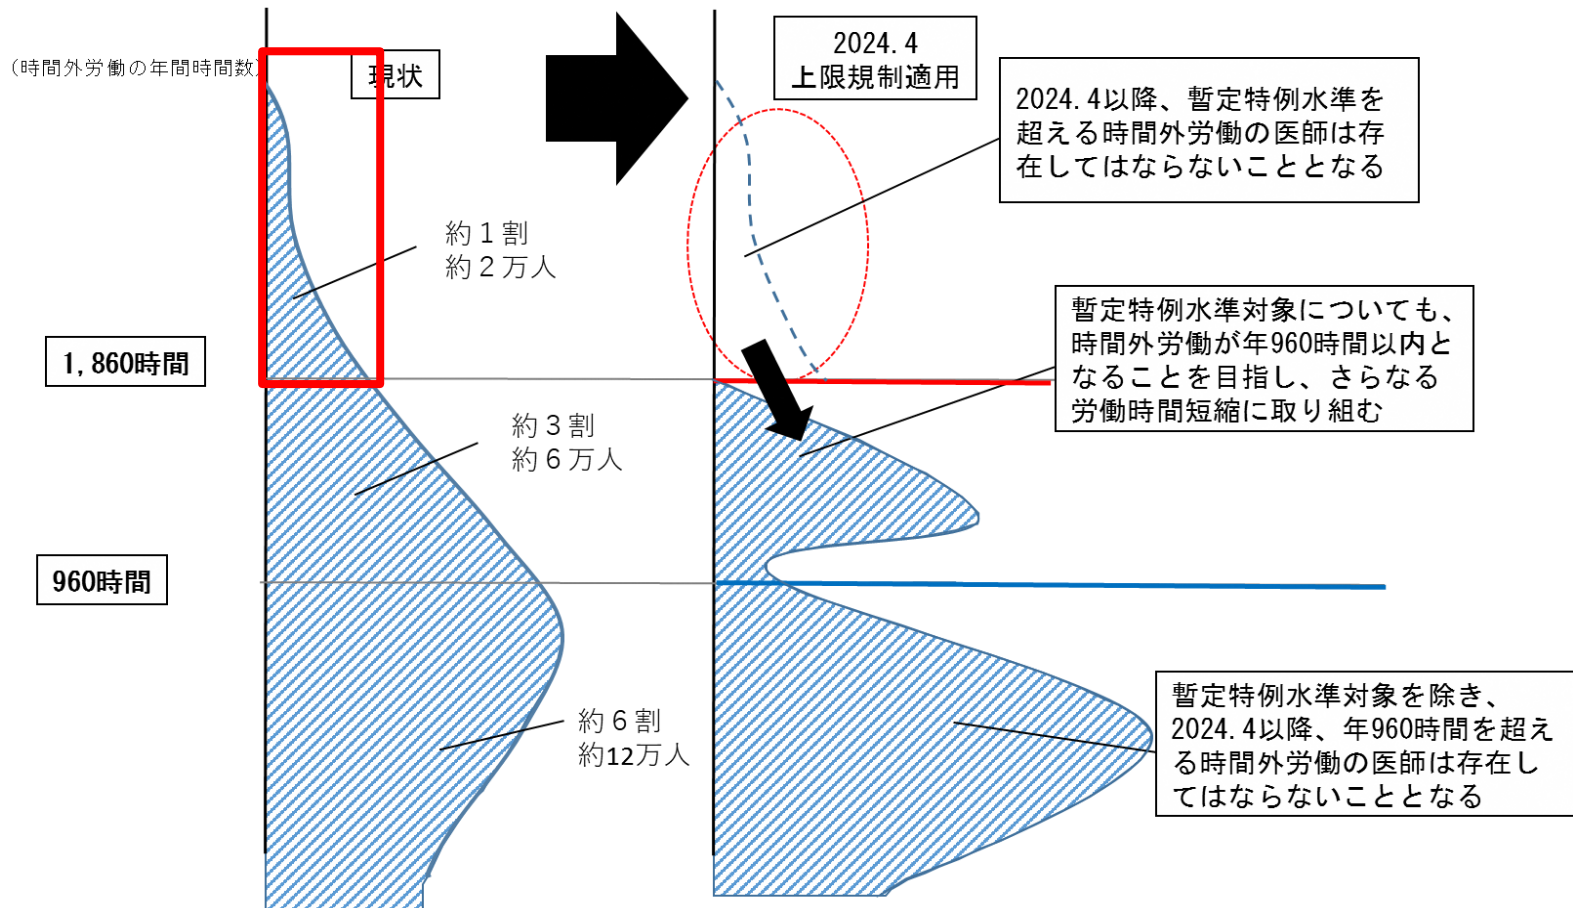 (時間外労働の年間時間数)
現状
2024.4
上限規制適用
2024.4以降、暫定特例水準を
超える時間外労働の医師は存
在してはならないこととなる
約１割
約２万人
1,860時間
暫定特例水準対象についても、
時間外労働が年960時間以内と
なることを目指し、さらなる
労働時間短縮に取り組む
約３割
約６万人
960時間
約６割
約12万人
暫定特例水準対象を除き、
2024.4以降、年960時間を超え
る時間外労働の医師は存在し
てはならないこととなる